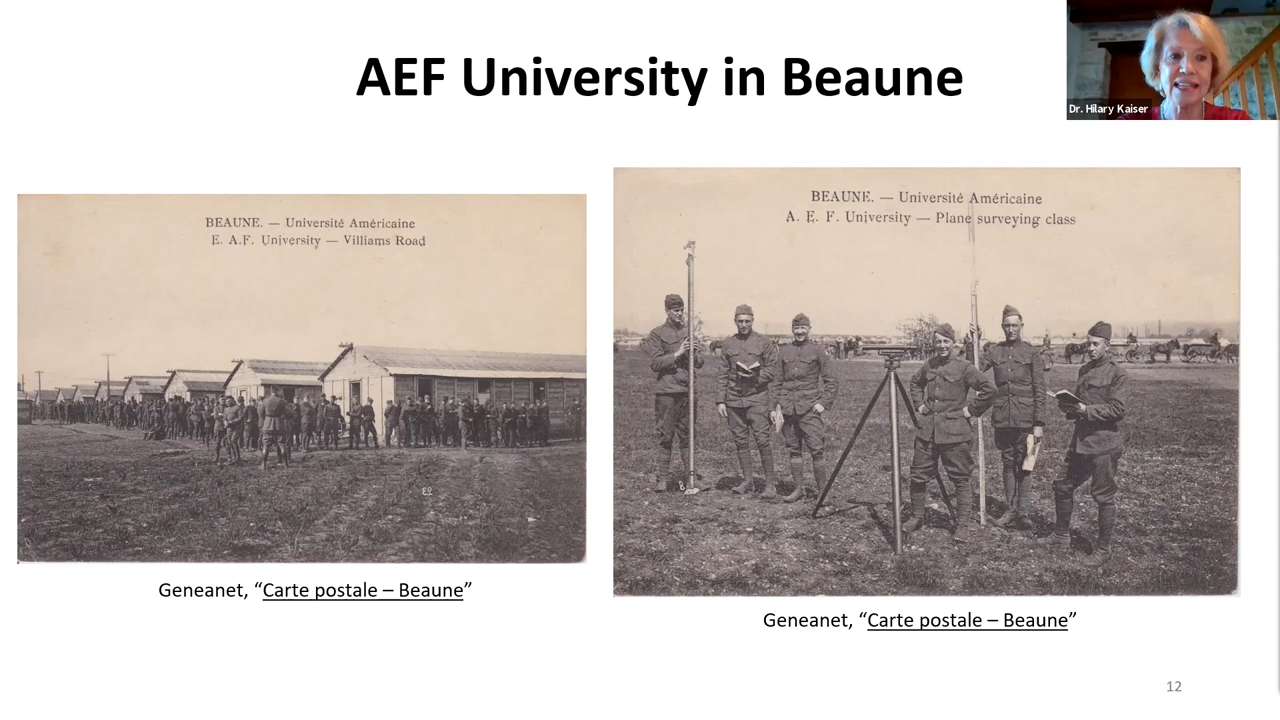 AEF University in Beaune
Dr. Hilary Kaiser
BEAUNE. — Université Américaine
E. A.F. University — Villiams Road
BEAUNE. — Université Américaine
A. E. F. University — Plane surveying class
Geneanet, “Carte postale – Beaune”
Geneanet, “Carte postale – Beaune”
12